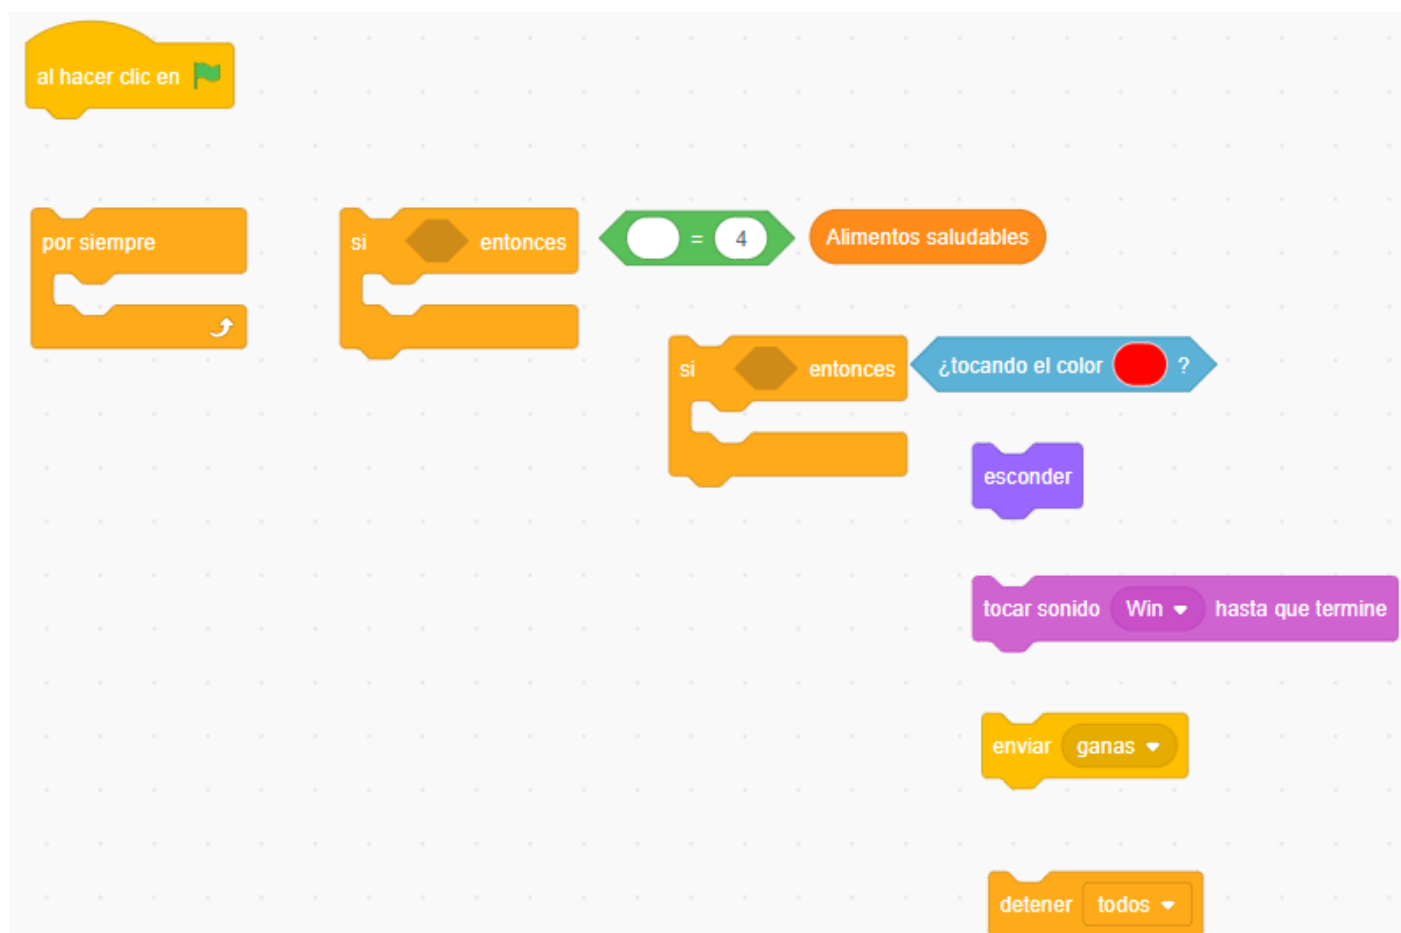 al hacer clic en
por siempre
si entonces
= 4
Alimentos saludables
si entonces
¿tocando el color ?
esconder
tocar sonido Win hasta que termine
enviar ganas
detener todos